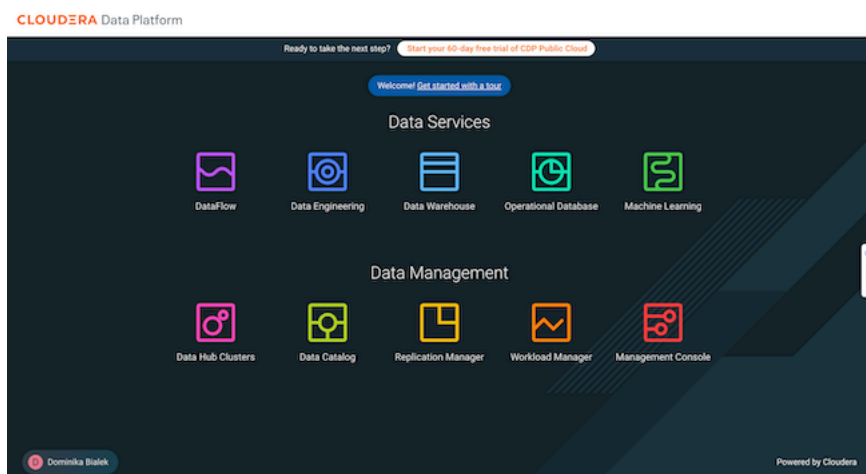 CLOUDERA Data Platform
Ready to take the next step? Start your 60-day free trial of CDP Public Cloud
Welcome! Get started with a tour
Data Services
DataFlow Data Engineering Data Warehouse Operational Database Machine Learning
Data Management
Data Hub Clusters Data Catalog Replication Manager Workload Manager Management Console
D Dominika Bialek Powered by Cloudera